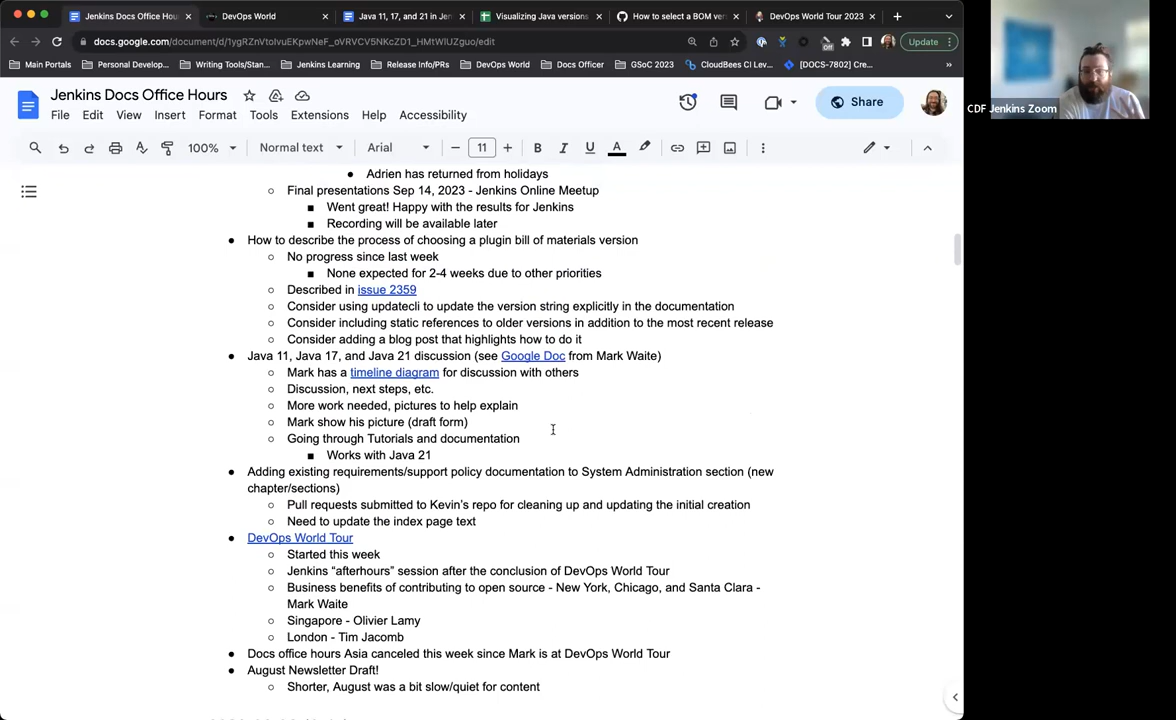 Jenkins Docs Office Hours
DevOps World
Java 11, 17, and 21 in Jen
Visualizing Java versions
How to select a BOM ver
DevOps World Tour 2023
docs.google.com/document/d/1ygRZnVtoIvuEKpwNeF_oVRVCV5NKcZD1_HMtWlUZguo/edit
Off
Update
Main Portals
Personal Develop...
Writing Tools/Stan...
Jenkins Learning
Release Info/PRs
DevOps World
Docs Officer
GSoC 2023
CloudBees CI Lev...
[DOCS-7802] Cre...
CDF Jenkins Zoom
Jenkins Docs Office Hours
File Edit View Insert Format Tools Extensions Help Accessibility
Share
100% Normal text Arial 11 B I U A
Adrien has returned from holidays
Final presentations Sep 14, 2023 - Jenkins Online Meetup
Went great! Happy with the results for Jenkins
Recording will be available later
How to describe the process of choosing a plugin bill of materials version
No progress since last week
None expected for 2-4 weeks due to other priorities
Described in issue 2359
Consider using updatecli to update the version string explicitly in the documentation
Consider including static references to older versions in addition to the most recent release
Consider adding a blog post that highlights how to do it
Java 11, Java 17, and Java 21 discussion (see Google Doc from Mark Waite)
Mark has a timeline diagram for discussion with others
Discussion, next steps, etc.
More work needed, pictures to help explain
Mark show his picture (draft form)
Going through Tutorials and documentation
Works with Java 21
Adding existing requirements/support policy documentation to System Administration section (new
chapter/sections)
Pull requests submitted to Kevin's repo for cleaning up and updating the initial creation
Need to update the index page text
DevOps World Tour
Started this week
Jenkins “afterhours” session after the conclusion of DevOps World Tour
Business benefits of contributing to open source - New York, Chicago, and Santa Clara -
Mark Waite
Singapore - Olivier Lamy
London - Tim Jacomb
Docs office hours Asia canceled this week since Mark is at DevOps World Tour
August Newsletter Draft!
Shorter, August was a bit slow/quiet for content